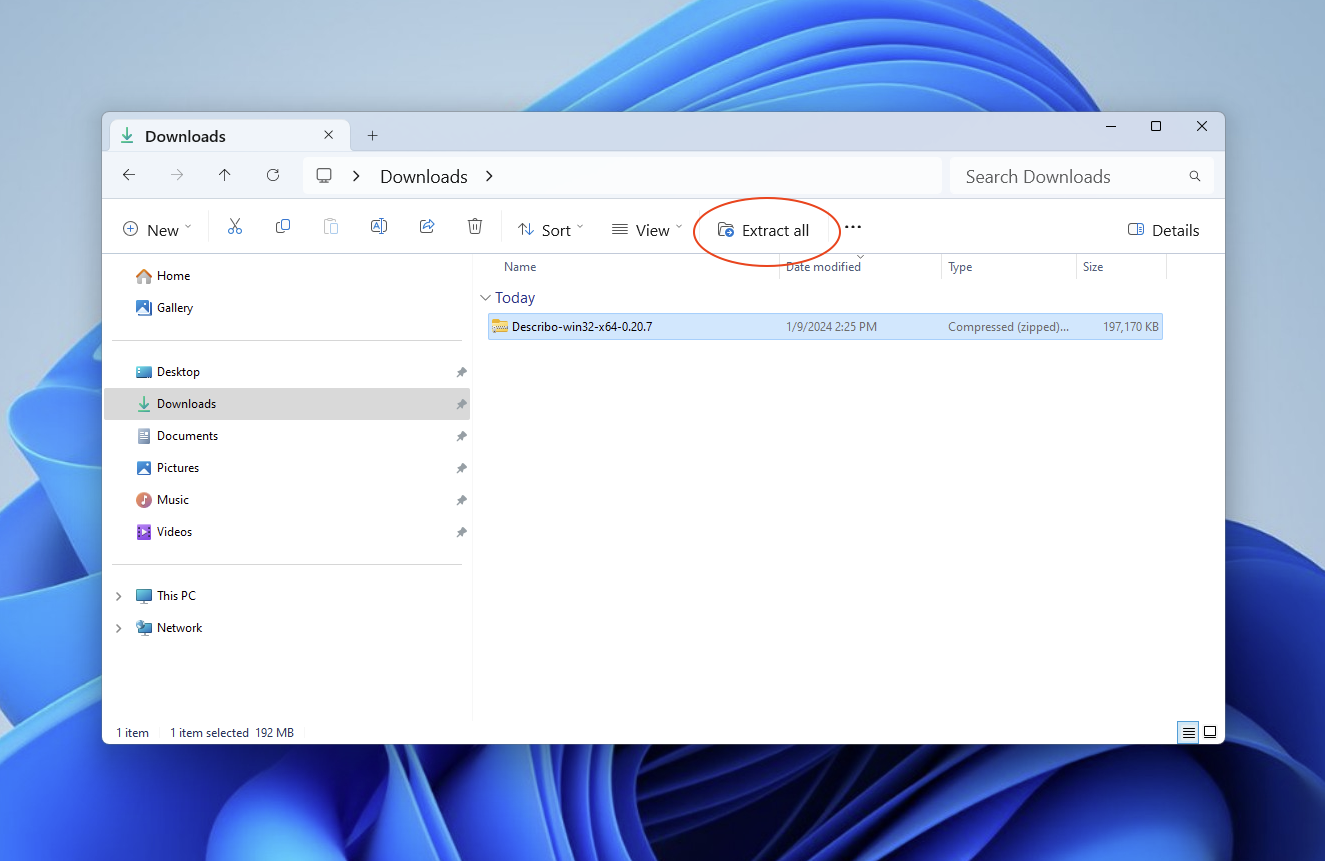 Downloads
Downloads
Search Downloads
New
Sort
View
Extract all
Details
Name
Date modified
Type
Size
Home
Gallery
Desktop
Downloads
Documents
Pictures
Music
Videos
This PC
Network
Today
Describo-win32-x64-0.20.7 1/9/2024 2:25 PM Compressed (zipped)... 197,170 KB
1 item 1 item selected 192 MB